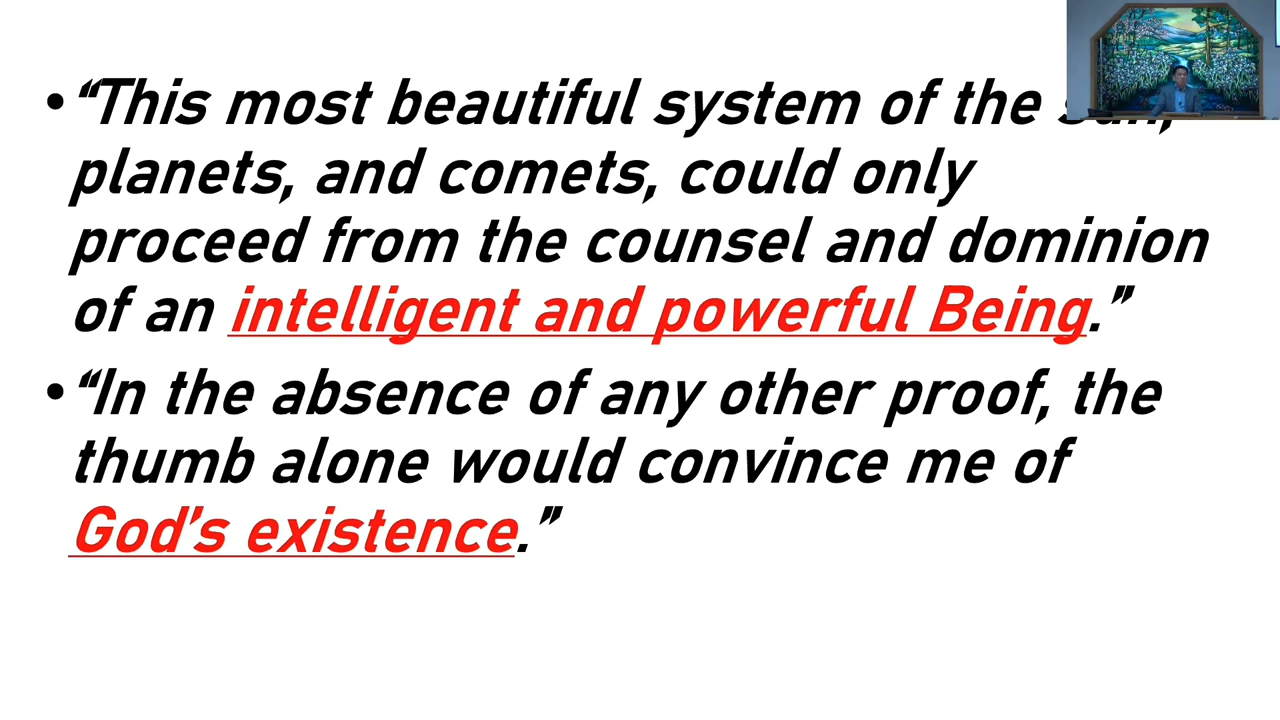 • “This most beautiful system of the sun,
planets, and comets, could only
proceed from the counsel and dominion
of an intelligent and powerful Being.”
• “In the absence of any other proof, the
thumb alone would convince me of
God’s existence.”